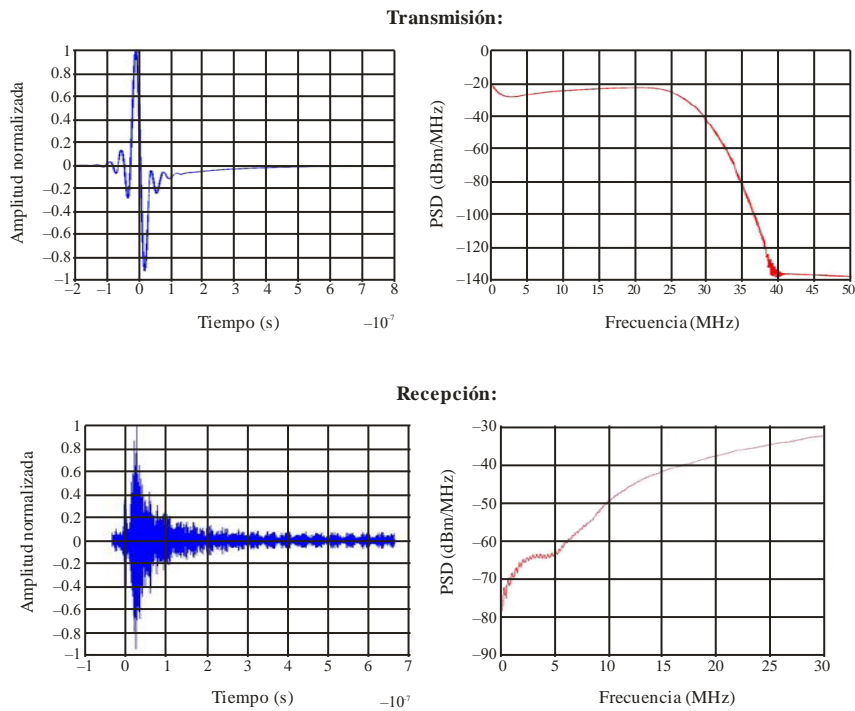 Transmisión:
Amplitud normalizada
1
0.8
0.6
0.4
0.2
0
–0.2
–0.4
–0.6
–0.8
–1
–2 –1 0 1 2 3 4 5 6 7 8
Tiempo (s)
–10⁻⁷
PSD (dBm/MHz)
0
–20
–40
–60
–80
–100
–120
–140
0 5 10 15 20 25 30 35 40 45 50
Frecuencia (MHz)
Recepción:
Amplitud normalizada
1
0.8
0.6
0.4
0.2
0
–0.2
–0.4
–0.6
–0.8
–1
–1 0 1 2 3 4 5 6 7
Tiempo (s)
–10⁻⁷
PSD (dBm/MHz)
–30
–40
–50
–60
–70
–80
–90
0 5 10 15 20 25 30
Frecuencia (MHz)